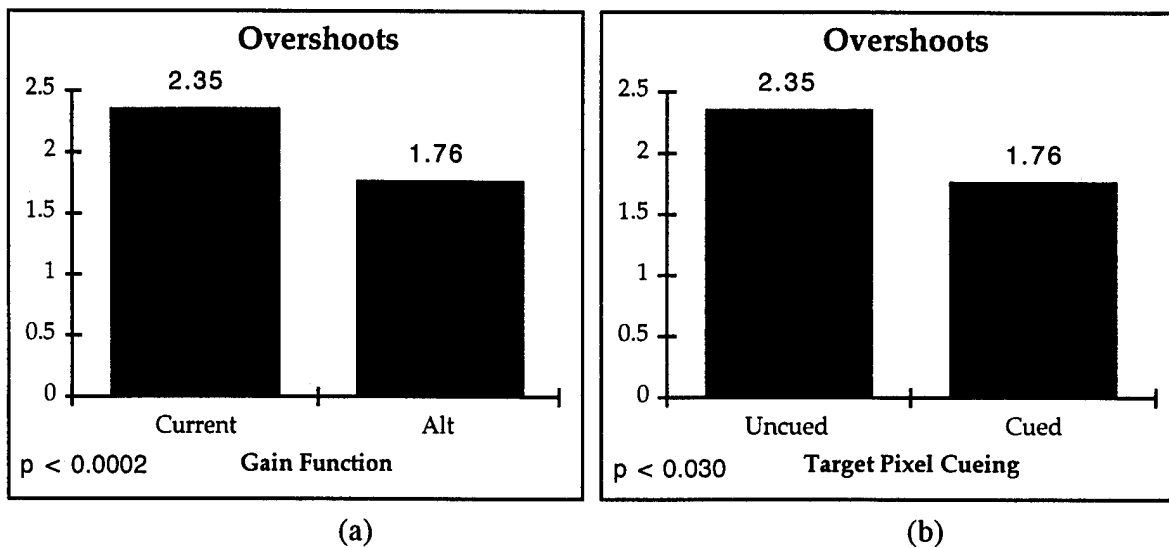 Overshoots
2.5
2
1.5
1
0.5
0
2.35
1.76
Current Alt
p < 0.0002 Gain Function
(a)
Overshoots
2.5
2
1.5
1
0.5
0
2.35
1.76
Uncued Cued
p < 0.030 Target Pixel Cueing
(b)